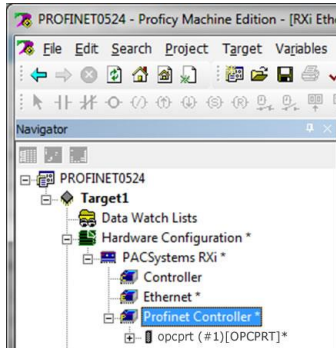 PROFINET0524 - Proficy Machine Edition - [RXi Eth
File Edit Search Project Target Variables
Navigator
PROFINET0524
Target1
Data Watch Lists
Hardware Configuration *
PACSystems RXi *
Controller
Ethernet *
Profinet Controller *
opcprt (#1)[OPCPRT]*